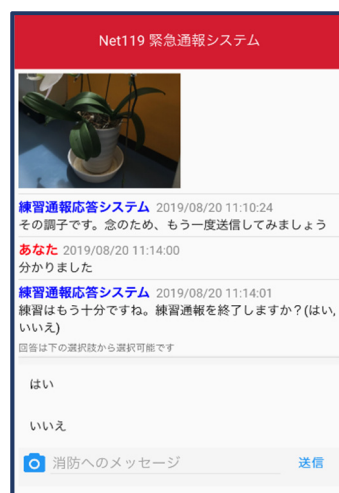 Net119 緊急通報システム
練習通報応答システム 2019/08/20 11:10:24
その調子です。念のため、もう一度送信してみましょう
あなた 2019/08/20 11:14:00
分かりました
練習通報応答システム 2019/08/20 11:14:01
練習はもう十分ですね。練習通報を終了しますか?(はい,
いいえ)
回答は下の選択肢から選択可能です
はい
いいえ
消防へのメッセージ 送信